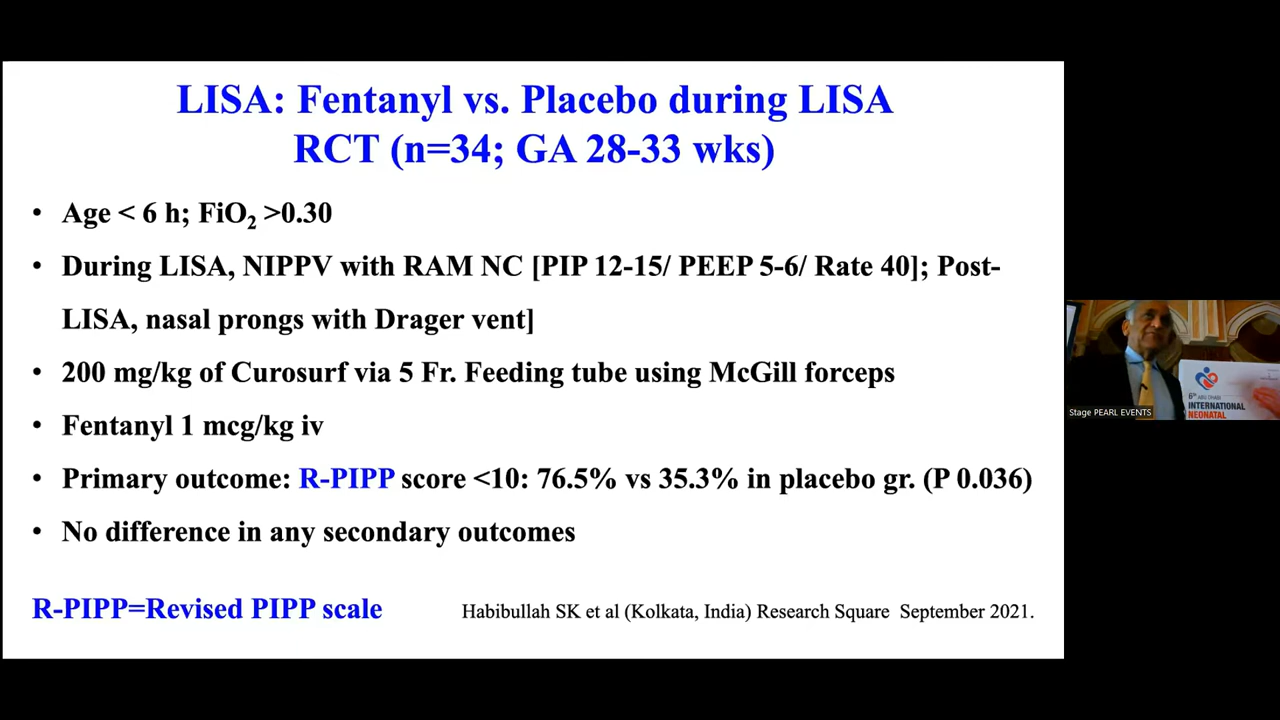 LISA: Fentanyl vs. Placebo during LISA
RCT (n=34; GA 28-33 wks)
• Age < 6 h; FiO₂ >0.30
• During LISA, NIPPV with RAM NC [PIP 12-15/ PEEP 5-6/ Rate 40]; Post-
LISA, nasal prongs with Drager vent]
• 200 mg/kg of Curosurf via 5 Fr. Feeding tube using McGill forceps
• Fentanyl 1 mcg/kg iv
• Primary outcome: R-PIPP score <10: 76.5% vs 35.3% in placebo gr. (P 0.036)
• No difference in any secondary outcomes
R-PIPP=Revised PIPP scale
Habibullah SK et al (Kolkata, India) Research Square September 2021.
6th ABU DHABI
INTERNATIONAL
NEONATAL
Stage PEARL EVENTS